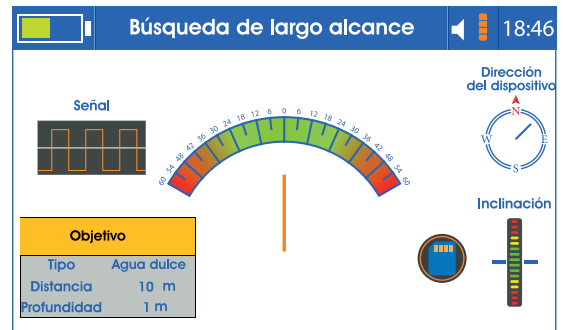 Búsqueda de largo alcance
18:46
Señal
60 54 48 42 36 30 24 18 12 6 0 6 12 18 24 30 36 42 48 54 60
Dirección
del dispositivo
N
W E
S
Inclinación
Objetivo
Tipo Agua dulce
Distancia 10 m
Profundidad 1 m